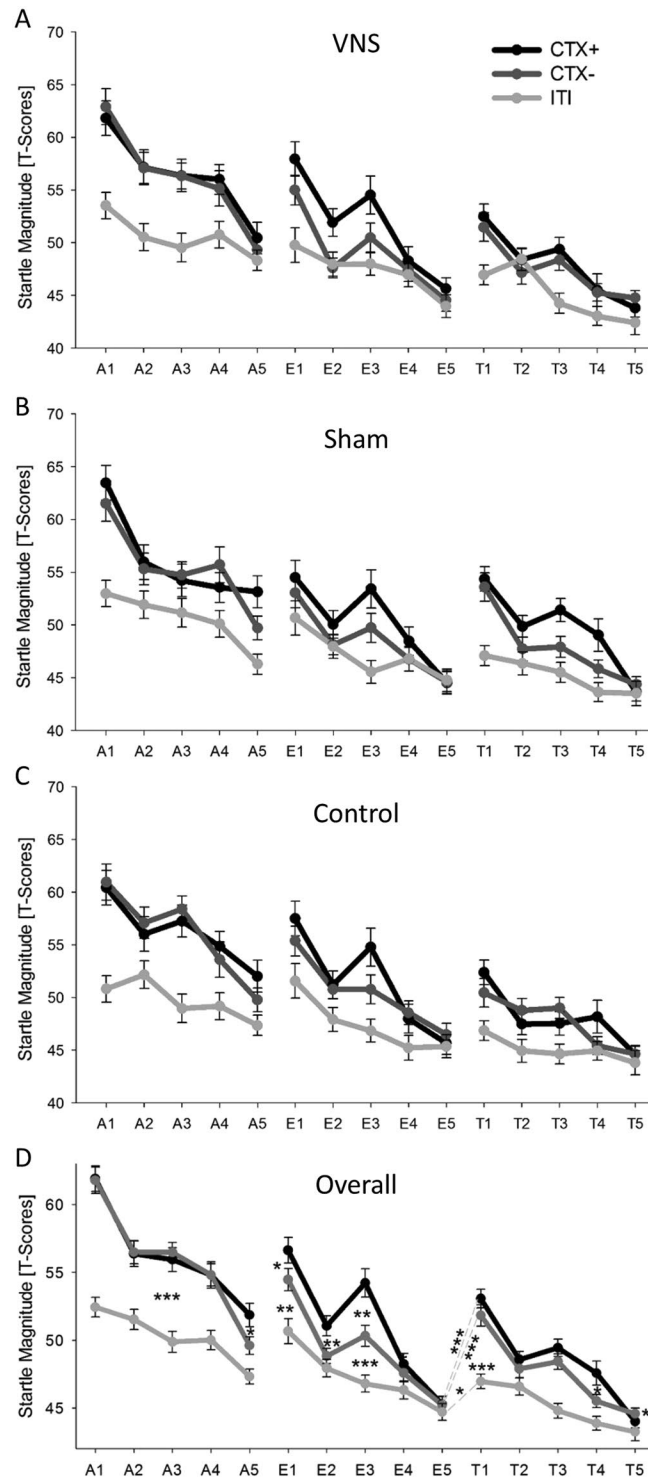 A
VNS
CTX+
CTX-
ITI
Startle Magnitude [T-Scores]
70
65
60
55
50
45
40
A1 A2 A3 A4 A5 E1 E2 E3 E4 E5 T1 T2 T3 T4 T5
B
Sham
Startle Magnitude [T-Scores]
70
65
60
55
50
45
40
A1 A2 A3 A4 A5 E1 E2 E3 E4 E5 T1 T2 T3 T4 T5
C
Control
Startle Magnitude [T-Scores]
70
65
60
55
50
45
40
A1 A2 A3 A4 A5 E1 E2 E3 E4 E5 T1 T2 T3 T4 T5
D
Overall
Startle Magnitude [T-Scores]
60
55
50
45
*
**
**
**
***
***
*
***
***
*
***
*
*
A1 A2 A3 A4 A5 E1 E2 E3 E4 E5 T1 T2 T3 T4 T5